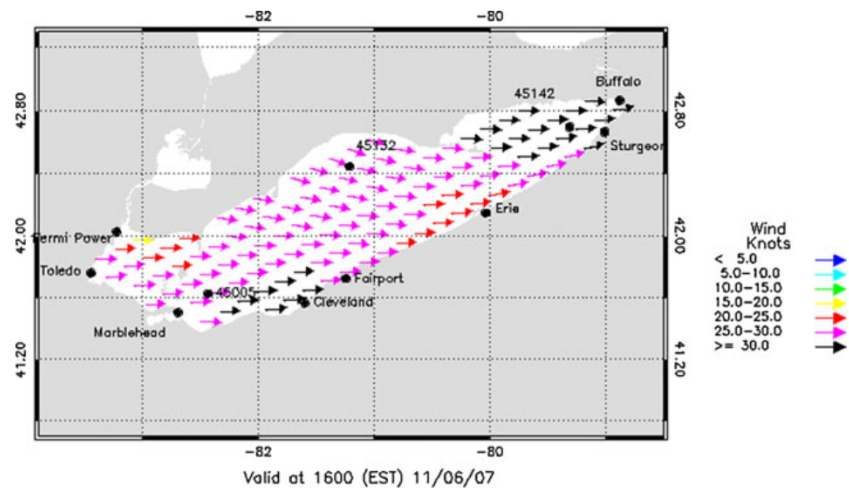 -82 -80
Buffalo
45142
42.80 42.80
Sturgeon
45132
Erie
Fermi Power
42.00 42.00
Toledo
Fairport
45005
Cleveland
Marblehead
41.20 41.20
-82 -80
Valid at 1600 (EST) 11/06/07
Wind
Knots
< 5.0
5.0-10.0
10.0-15.0
15.0-20.0
20.0-25.0
25.0-30.0
>= 30.0